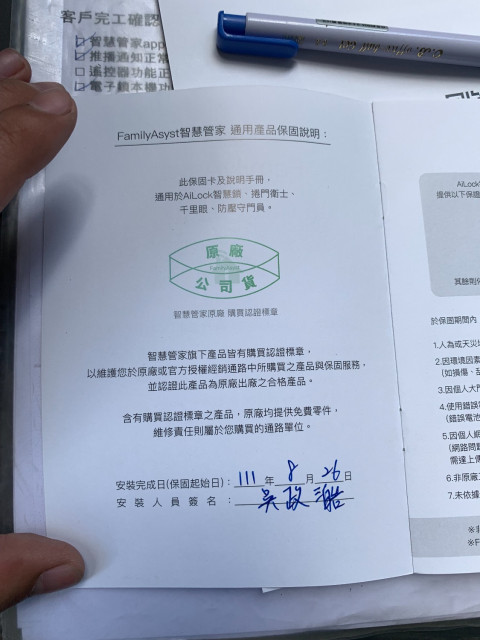 客戶完工確認
智慧管家app
推播通知正常
遙控器功能正
電子鎖本機功
FamilyAsyst智慧管家 通用產品保固說明：
此保固卡及說明手冊，
通用於AiLock智慧鎖、捲門衛士、
千里眼、防壓守門員。
原廠
FamilyAsyst
公司貨
智慧管家原廠 購買認證標章
智慧管家旗下產品皆有購買認證標章，
以維護您於原廠或官方授權經銷通路中所購買之產品與保固服務，
並認證此產品為原廠出廠之合格產品。
含有購買認證標章之產品，原廠均提供免費零件，
維修責任則屬於您購買的通路單位。
安裝完成日(保固起始日)：111年8月26日
安裝人員簽名：吳政澔
AiLock
提供以下保證
其餘則依
於保固期間內
1.人為或天災
2.因環境因素
(如損傷、
3.因個人大門
4.使用錯誤
(錯誤電池
5.因個人網
(網路問題
需連上傳
6.非原廠
7.未依據